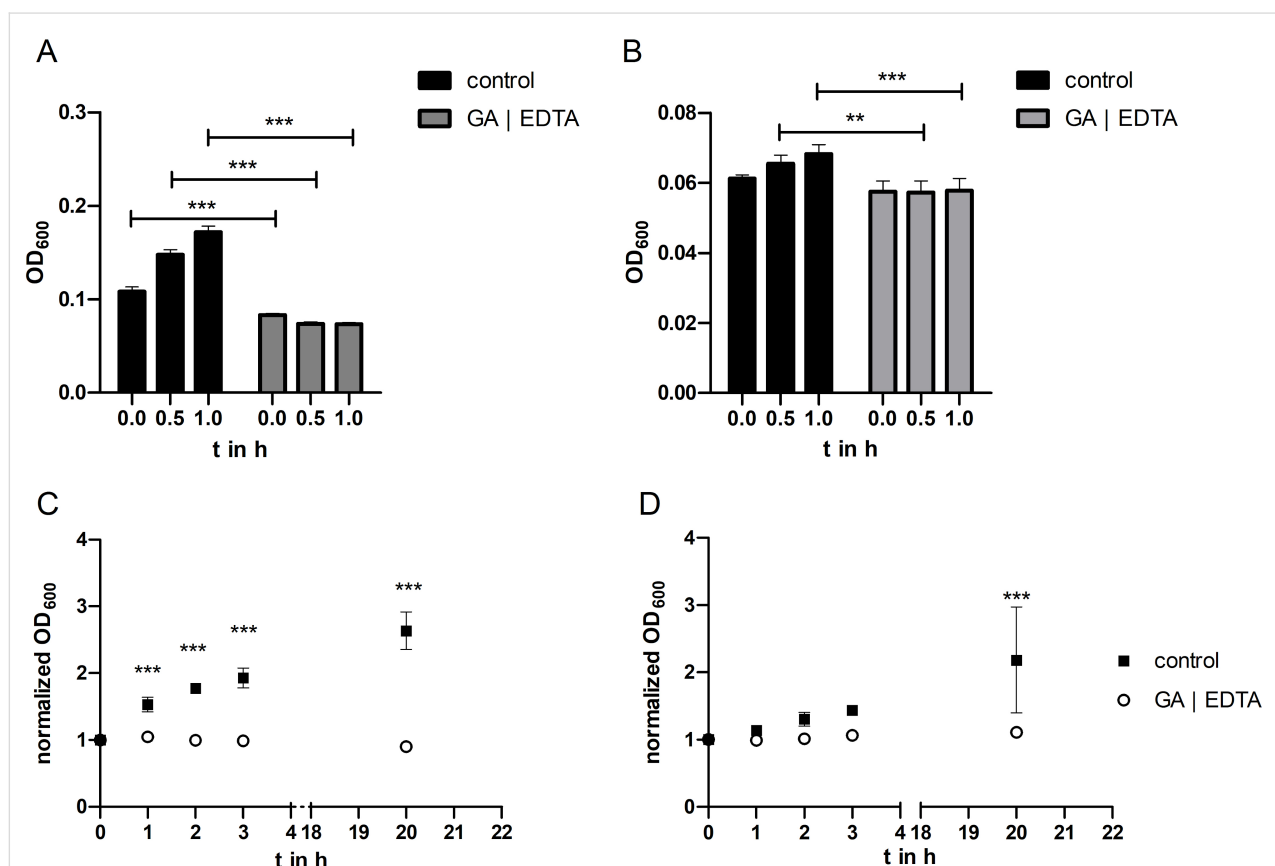 A
control
GA | EDTA
***
***
***
0.3
0.2
0.1
0.0
OD600
0.0 0.5 1.0 0.0 0.5 1.0
t in h
B
control
GA | EDTA
***
**
0.08
0.06
0.04
0.02
0.00
OD600
0.0 0.5 1.0 0.0 0.5 1.0
t in h
C
4
3
2
1
0
normalized OD600
***
***
***
***
0 1 2 3 4 18 19 20 21 22
t in h
D
4
3
2
1
0
normalized OD600
***
control
GA | EDTA
0 1 2 3 4 18 19 20 21 22
t in h